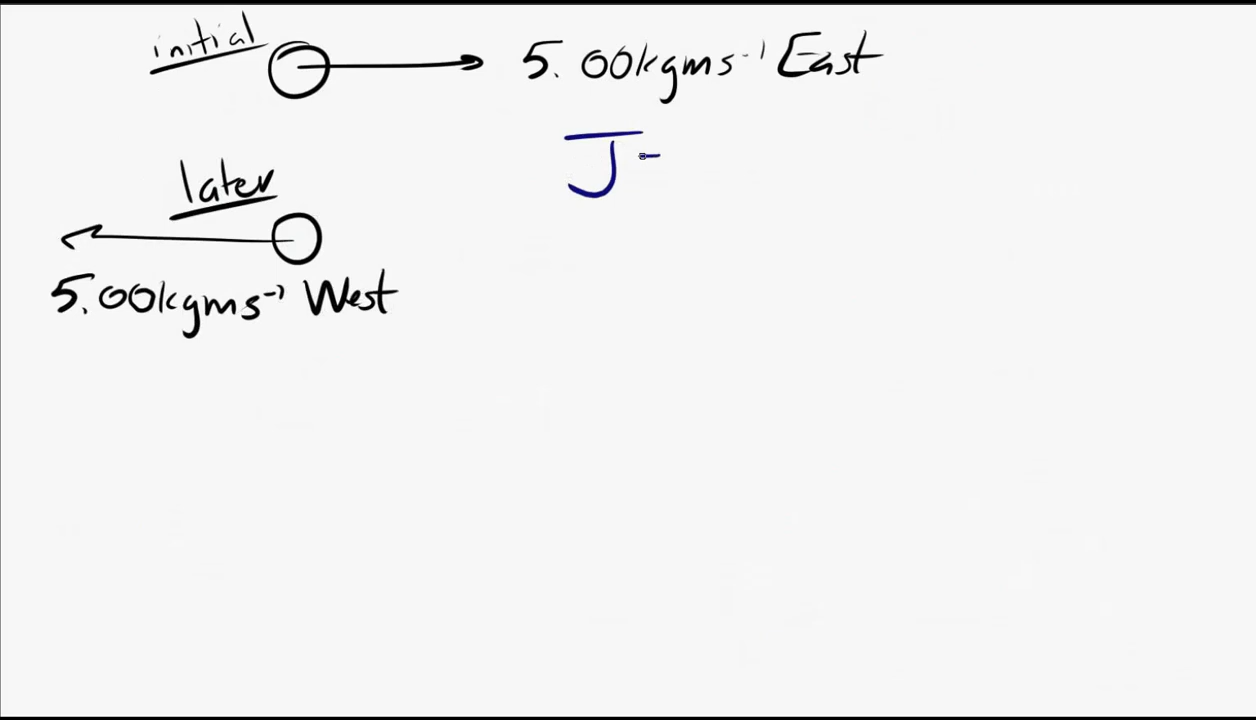 initial
5.00kgms⁻¹ East
J =
later
5.00kgms⁻¹ West